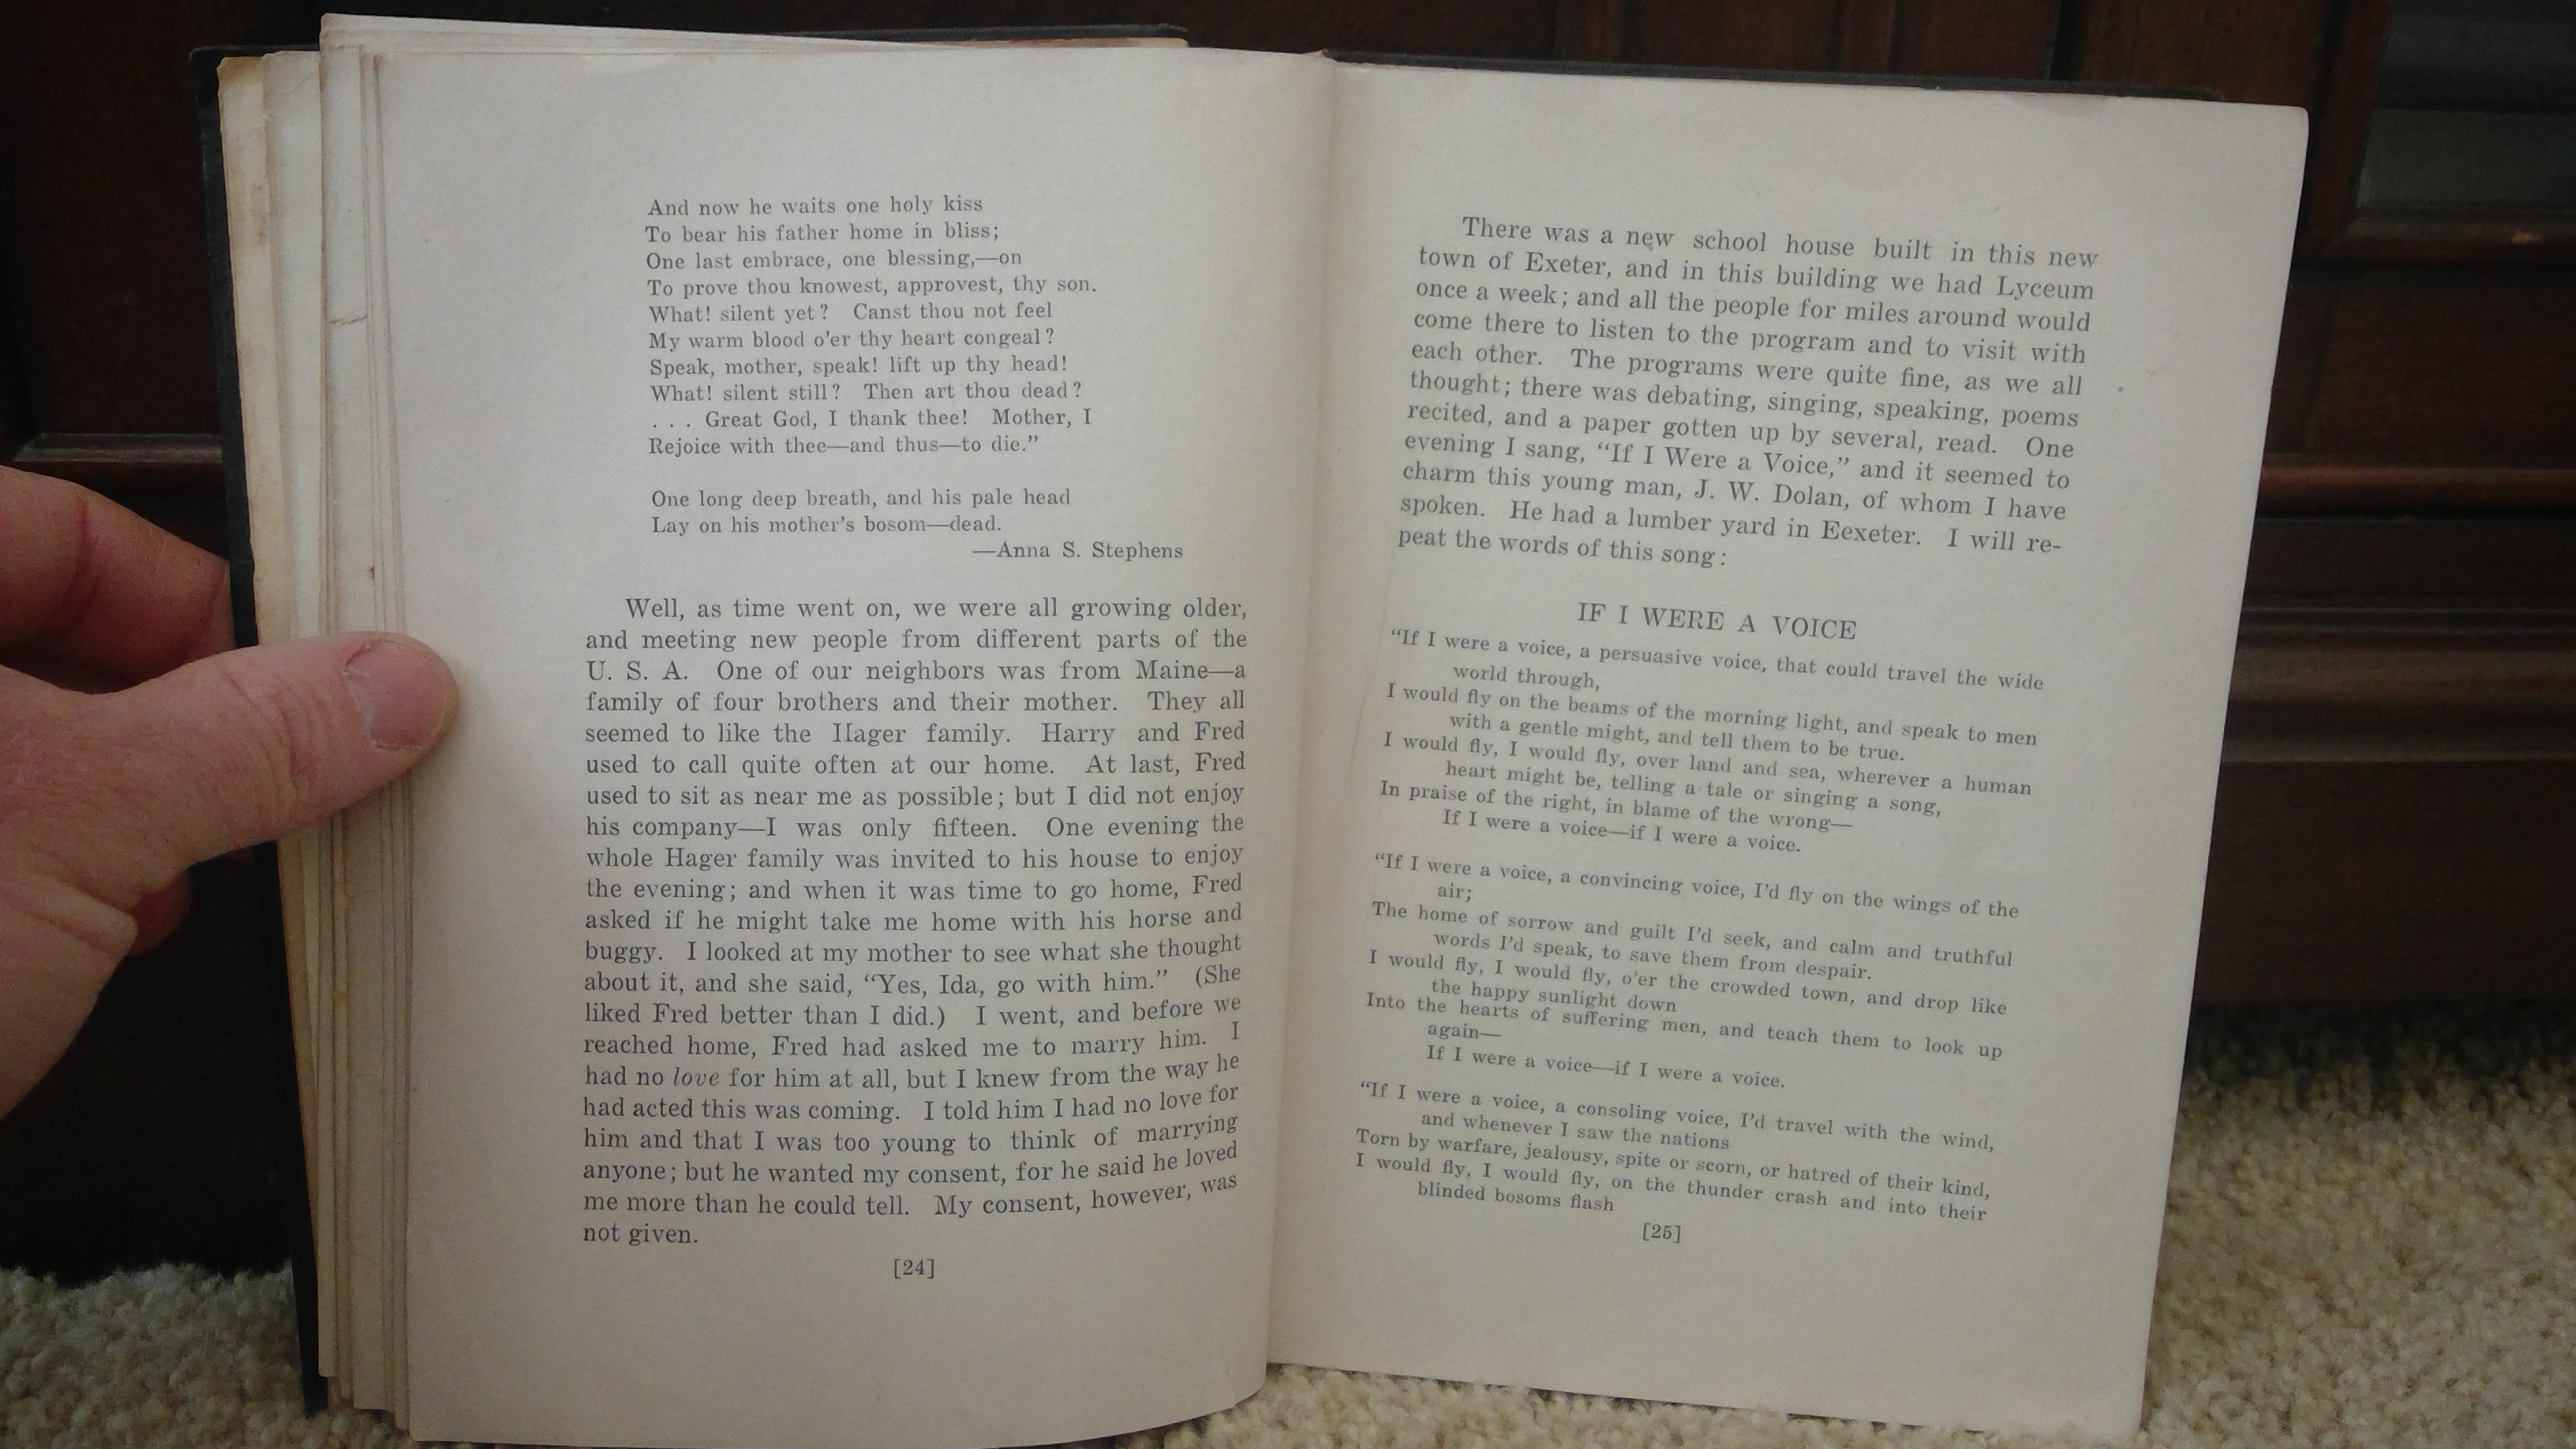 And now he waits one holy kiss
To bear his father home in bliss;
One last embrace, one blessing,—on
To prove thou knowest, approvest, thy son.
What! silent yet? Canst thou not feel
My warm blood o'er thy heart congeal?
Speak, mother, speak! lift up thy head!
What! silent still? Then art thou dead?
. . . Great God, I thank thee! Mother, I
Rejoice with thee—and thus—to die."
One long deep breath, and his pale head
Lay on his mother's bosom—dead.
—Anna S. Stephens
Well, as time went on, we were all growing older,
and meeting new people from different parts of the
U. S. A. One of our neighbors was from Maine—a
family of four brothers and their mother. They all
seemed to like the Hager family. Harry and Fred
used to call quite often at our home. At last, Fred
used to sit as near me as possible; but I did not enjoy
his company—I was only fifteen. One evening the
whole Hager family was invited to his house to enjoy
the evening; and when it was time to go home, Fred
asked if he might take me home with his horse and
buggy. I looked at my mother to see what she thought
about it, and she said, "Yes, Ida, go with him." (She
liked Fred better than I did.) I went, and before we
reached home, Fred had asked me to marry him. I
had no love for him at all, but I knew from the way he
had acted this was coming. I told him I had no love for
him and that I was too young to think of marrying
anyone; but he wanted my consent, for he said he loved
me more than he could tell. My consent, however, was
not given.
[24]
There was a new school house built in this new
town of Exeter, and in this building we had Lyceum
once a week; and all the people for miles around would
come there to listen to the program and to visit with
each other. The programs were quite fine, as we all
thought; there was debating, singing, speaking, poems
recited, and a paper gotten up by several, read. One
evening I sang, "If I Were a Voice," and it seemed to
charm this young man, J. W. Dolan, of whom I have
spoken. He had a lumber yard in Eexeter. I will re-
peat the words of this song:
IF I WERE A VOICE
"If I were a voice, a persuasive voice, that could travel the wide
world through,
I would fly on the beams of the morning light, and speak to men
with a gentle might, and tell them to be true.
I would fly, I would fly, over land and sea, wherever a human
heart might be, telling a tale or singing a song,
In praise of the right, in blame of the wrong—
If I were a voice—if I were a voice.
"If I were a voice, a convincing voice, I'd fly on the wings of the
air;
The home of sorrow and guilt I'd seek, and calm and truthful
words I'd speak, to save them from despair.
I would fly, I would fly, o'er the crowded town, and drop like
the happy sunlight down
Into the hearts of suffering men, and teach them to look up
again—
If I were a voice—if I were a voice.
"If I were a voice, a consoling voice, I'd travel with the wind,
and whenever I saw the nations
Torn by warfare, jealousy, spite or scorn, or hatred of their kind,
I would fly, I would fly, on the thunder crash and into their
blinded bosoms flash
[25]